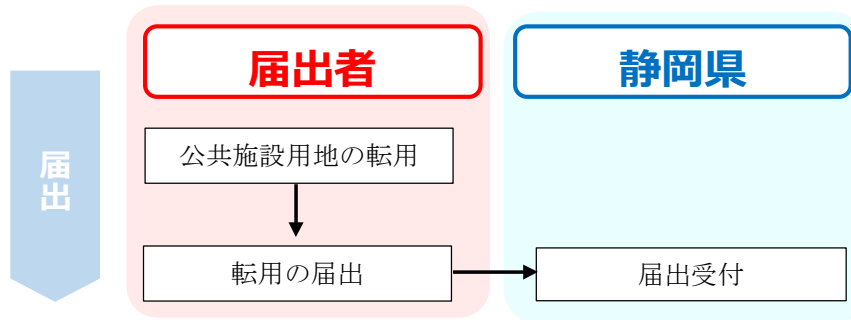 届出者
静岡県
届出
公共施設用地の転用
転用の届出
届出受付